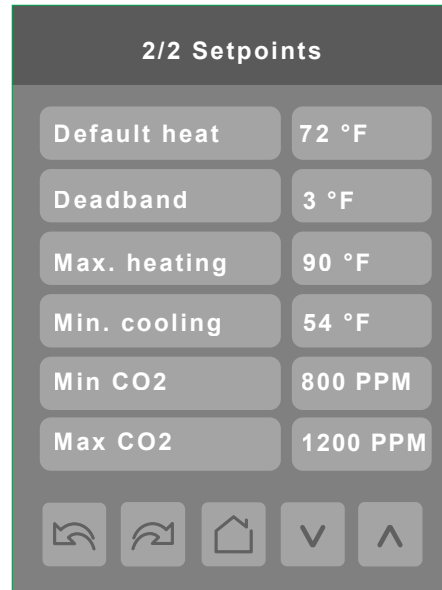 2/2 Setpoints
Default heat 72 °F
Deadband 3 °F
Max. heating 90 °F
Min. cooling 54 °F
Min CO2 800 PPM
Max CO2 1200 PPM